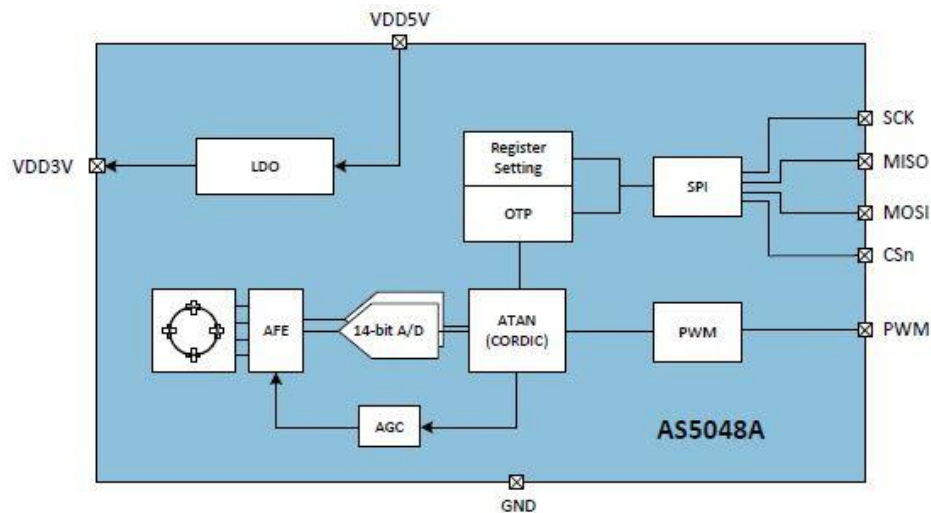 VDD5V
VDD3V
LDO
Register
Setting
OTP
SPI
SCK
MISO
MOSI
CSn
AFE
14-bit A/D
ATAN
(CORDIC)
PWM
PWM
AGC
AS5048A
GND